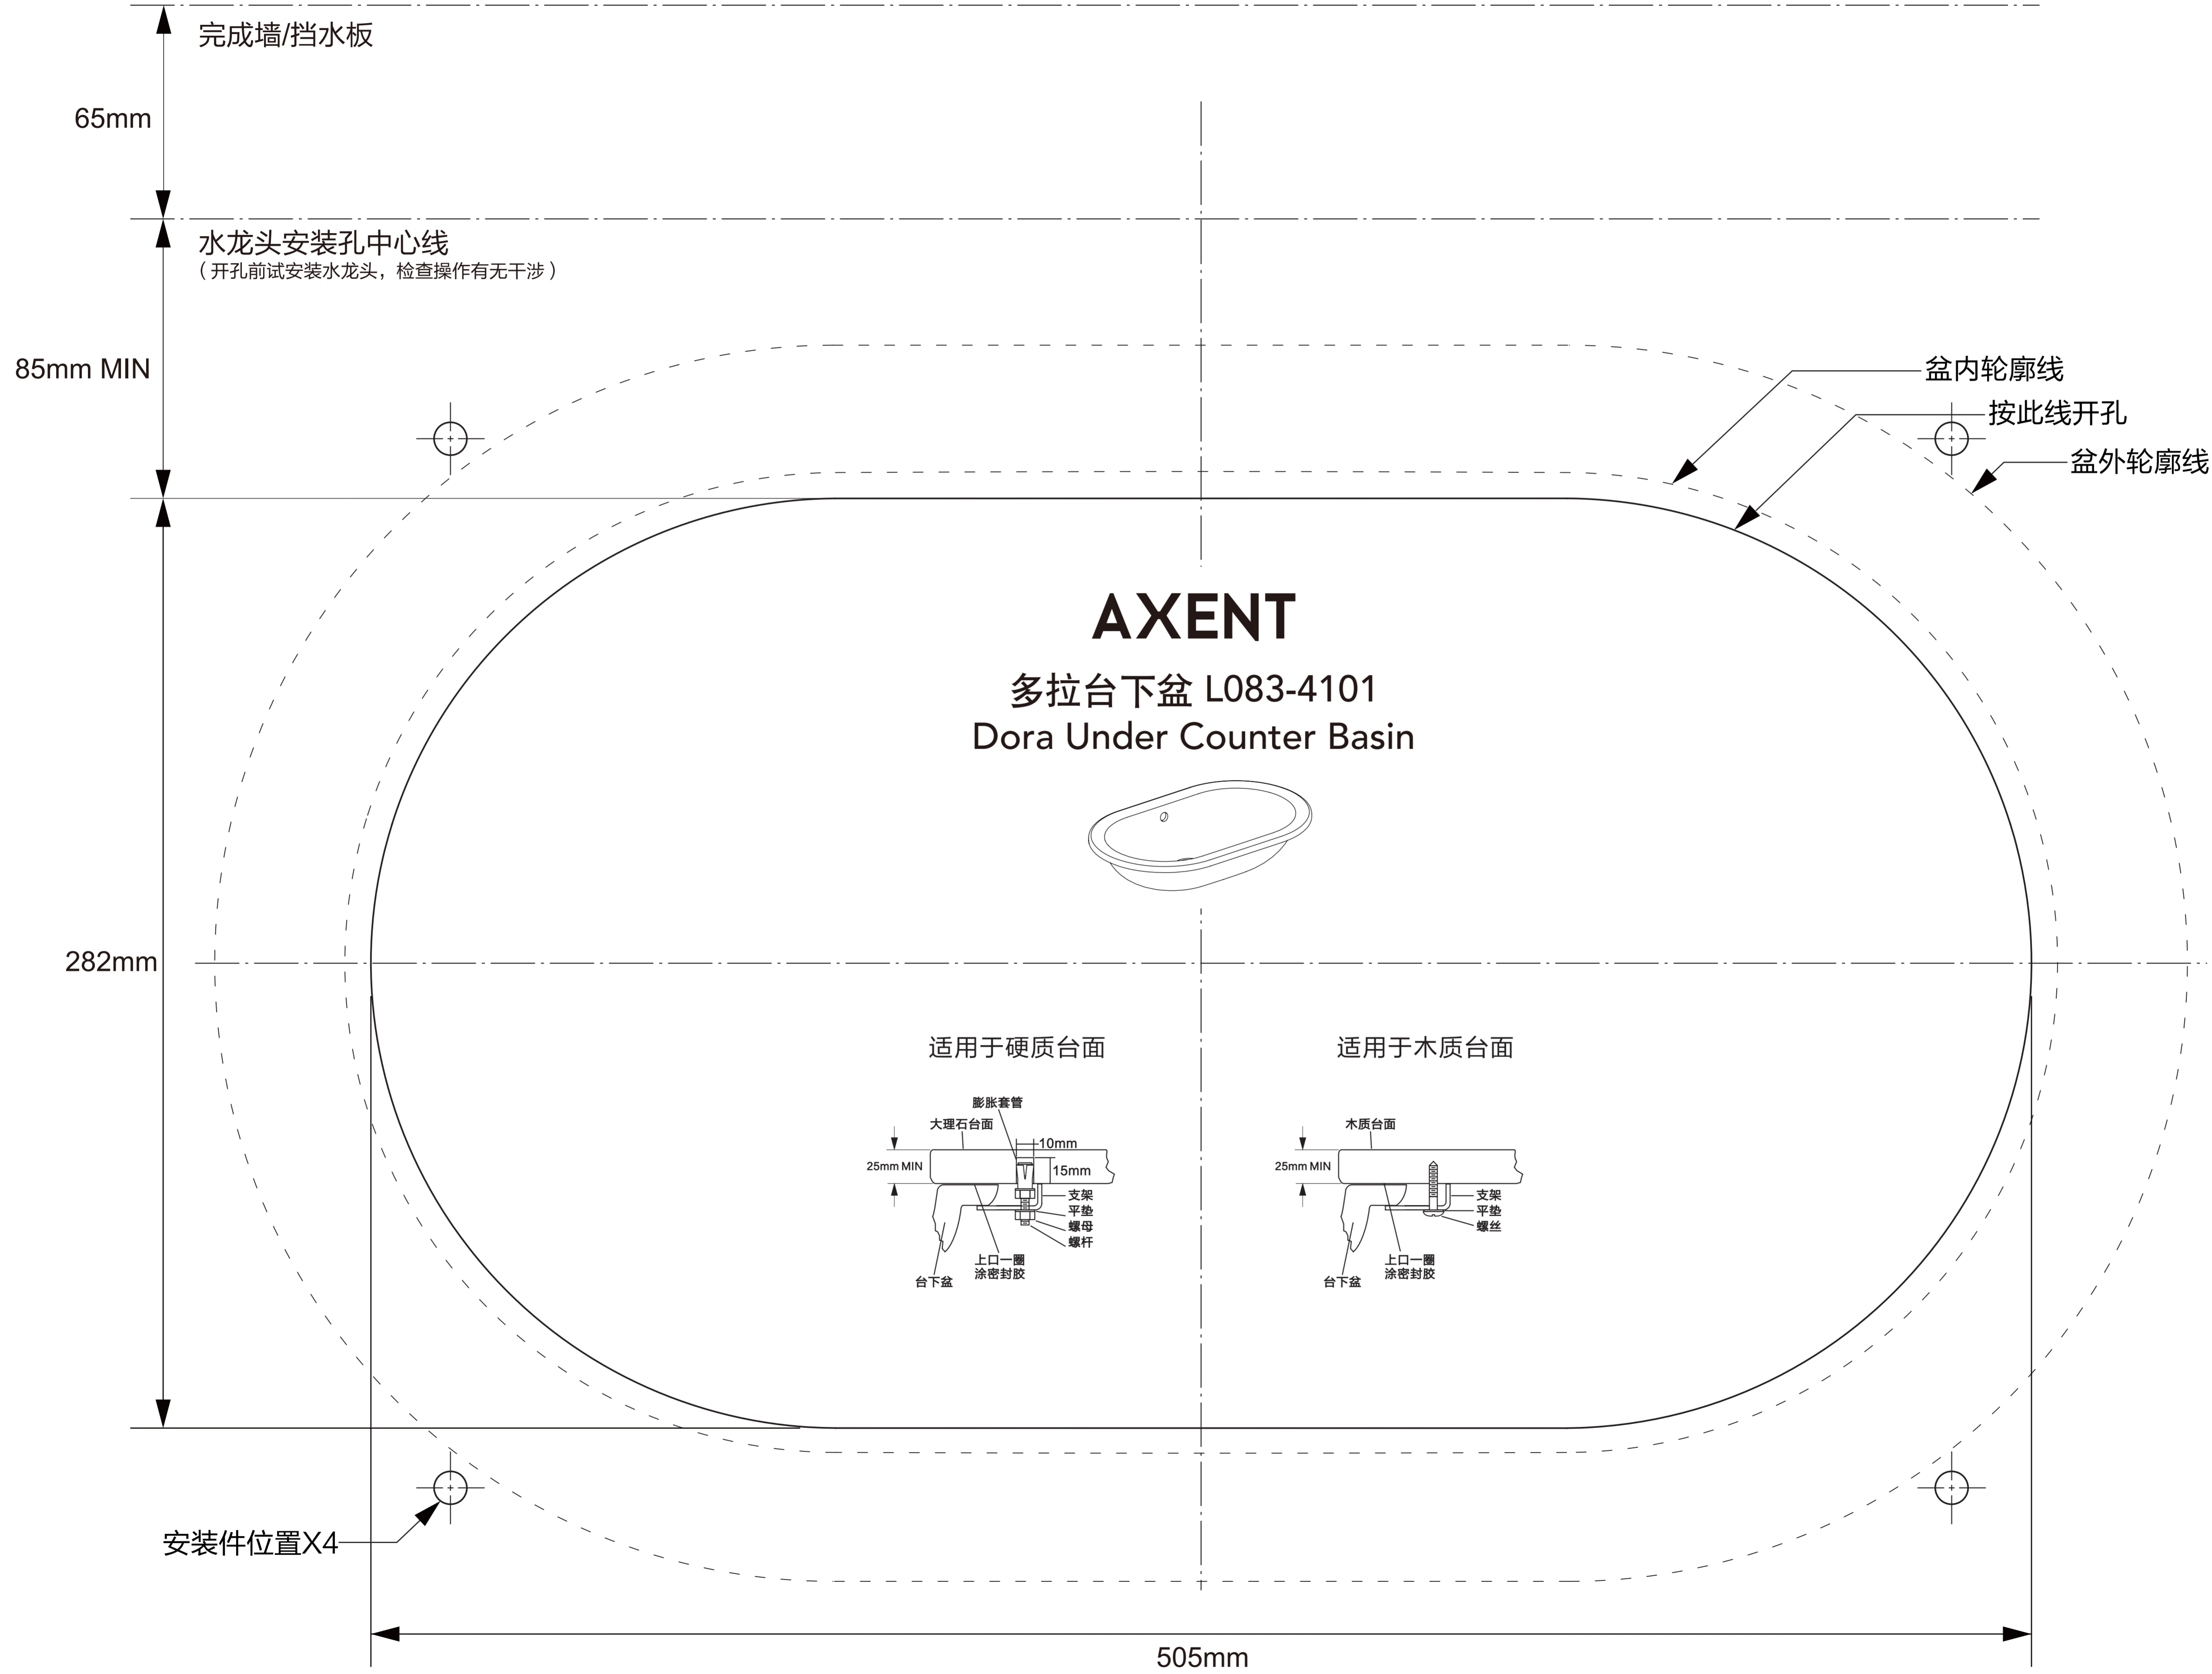 完成墙/挡水板
65mm
水龙头安装孔中心线
（开孔前试安装水龙头，检查操作有无干涉）
85mm MIN
盆内轮廓线
按此线开孔
盆外轮廓线
AXENT
多拉台下盆 L083-4101
Dora Under Counter Basin
282mm
适用于硬质台面
膨胀套管
大理石台面
10mm
25mm MIN
15mm
支架
平垫
螺母
螺杆
上口一圈
涂密封胶
台下盆
适用于木质台面
木质台面
25mm MIN
支架
平垫
螺丝
上口一圈
涂密封胶
台下盆
安装件位置X4
505mm